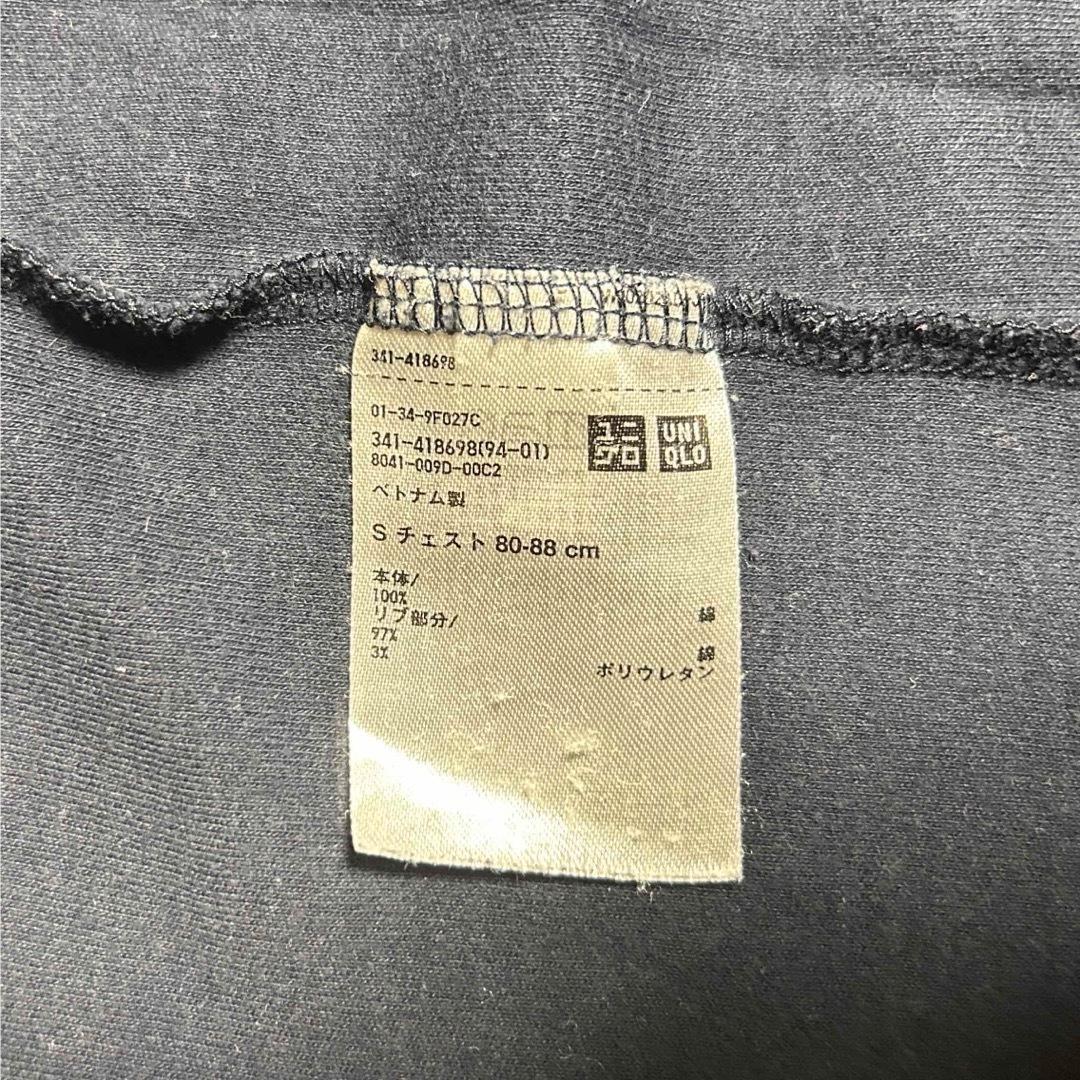 341-418698
01-34-9F027C
341-418698(94-01)
8041-009D-00C2
ユニクロ UNIQLO
ベトナム製
S チェスト 80-88 cm
本体/
100% 綿
リブ部分/
97% 綿
3% ポリウレタン